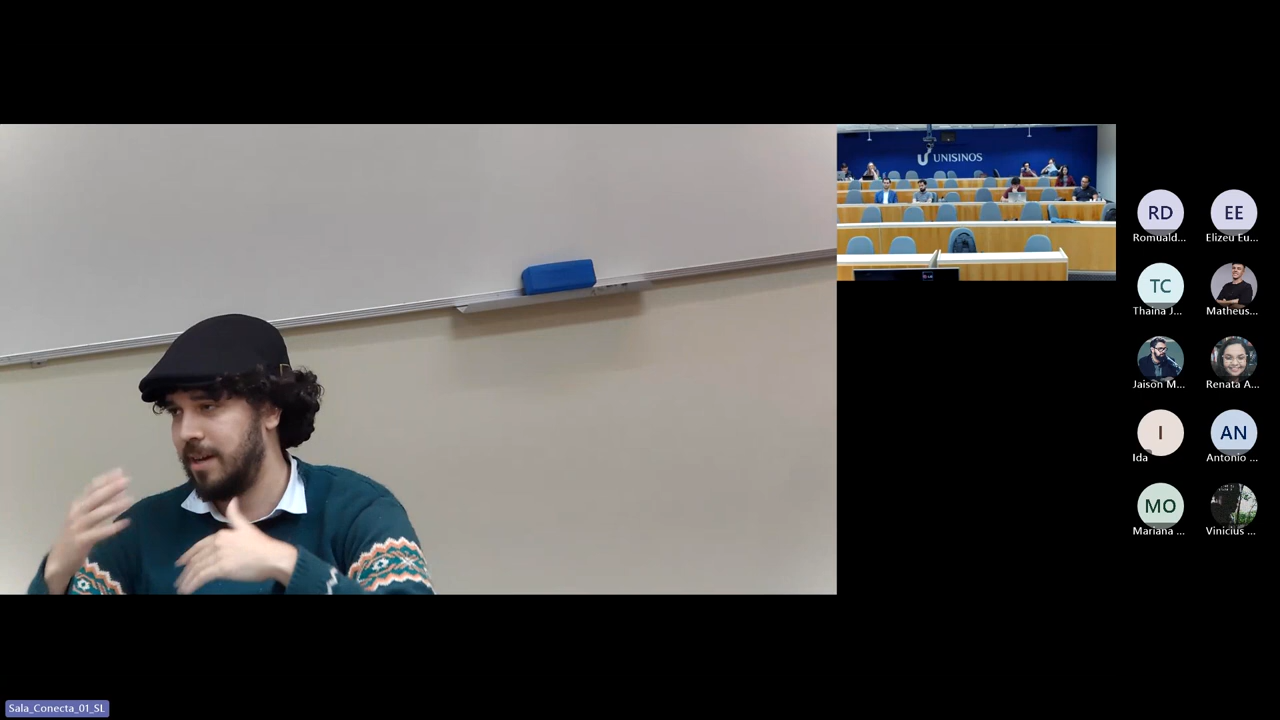 UNISINOS
RD
EE
Romuald...
Elizeu Eu...
TC
Thaina J...
Matheus...
Jaison M...
Renata A...
I
AN
Ida
Antonio ...
MO
Mariana ...
Vinicius ...
Sala_Conecta_01_SL